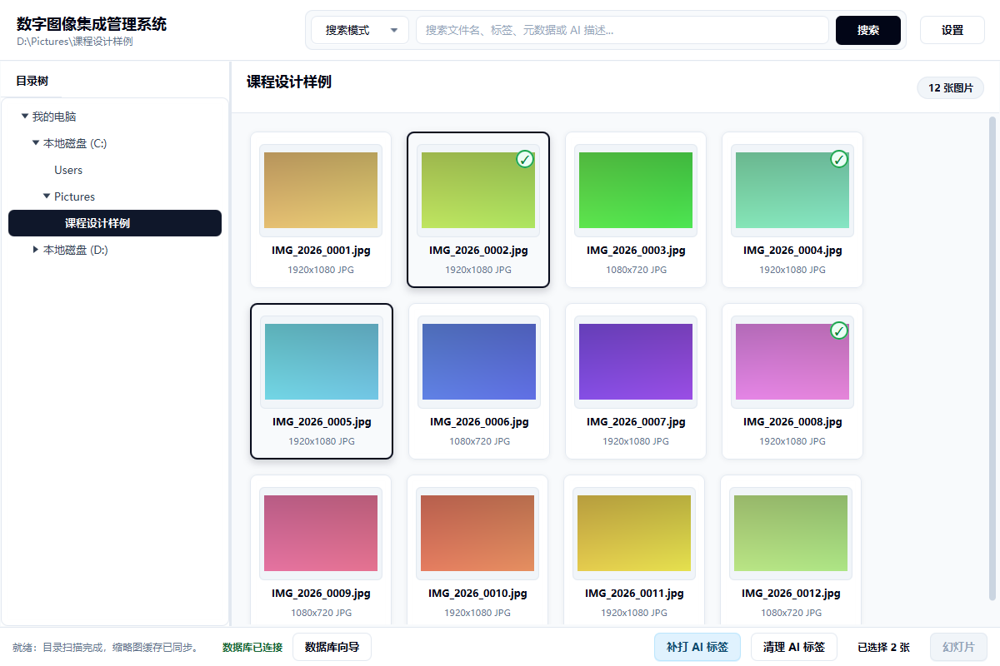 数字图像集成管理系统
D:\Pictures\课程设计样例
搜索模式
搜索文件名、标签、元数据或 AI 描述...
搜索
设置
目录树
我的电脑
本地磁盘 (C:)
Users
Pictures
课程设计样例
本地磁盘 (D:)
课程设计样例
12 张图片
IMG_2026_0001.jpg
1920x1080 JPG
IMG_2026_0002.jpg
1920x1080 JPG
IMG_2026_0003.jpg
1080x720 JPG
IMG_2026_0004.jpg
1920x1080 JPG
IMG_2026_0005.jpg
1920x1080 JPG
IMG_2026_0006.jpg
1080x720 JPG
IMG_2026_0007.jpg
1920x1080 JPG
IMG_2026_0008.jpg
1920x1080 JPG
IMG_2026_0009.jpg
1080x720 JPG
IMG_2026_0010.jpg
1920x1080 JPG
IMG_2026_0011.jpg
1920x1080 JPG
IMG_2026_0012.jpg
1080x720 JPG
就绪：目录扫描完成，缩略图缓存已同步。
数据库已连接
数据库向导
补打 AI 标签
清理 AI 标签
已选择 2 张
幻灯片